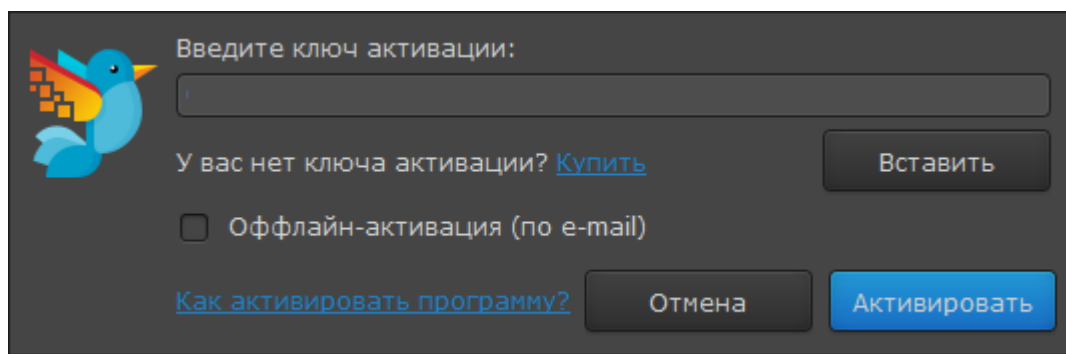 Введите ключ активации:
У вас нет ключа активации? Купить
Вставить
Оффлайн-активация (по e-mail)
Как активировать программу?
Отмена
Активировать